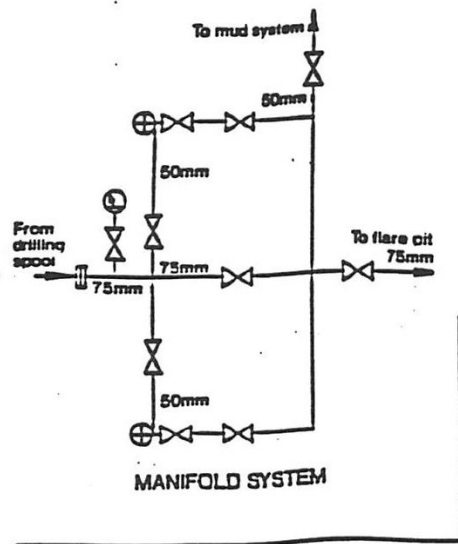 To mud system
50mm
50mm
From
drilling
spool
75mm
75mm
To flare pit
75mm
50mm
MANIFOLD SYSTEM